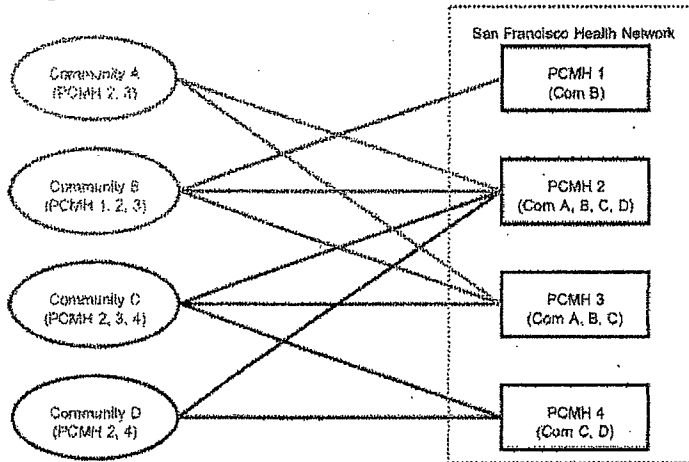 San Francisco Health Network
Community A
(PCMH 2, 3)
PCMH 1
(Com B)
Community B
(PCMH 1, 2, 3)
PCMH 2
(Com A, B, C, D)
Community C
(PCMH 2, 3, 4)
PCMH 3
(Com A, B, C)
Community D
(PCMH 2, 4)
PCMH 4
(Com C, D)